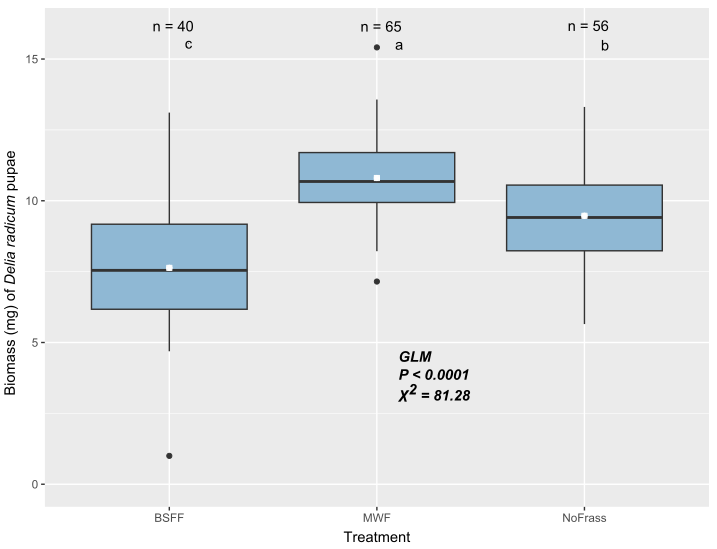 n = 40
n = 65
n = 56
c
a
b
15
10
5
0
Biomass (mg) of Delia radicum pupae
GLM
P < 0.0001
χ² = 81.28
BSFF
MWF
NoFrass
Treatment